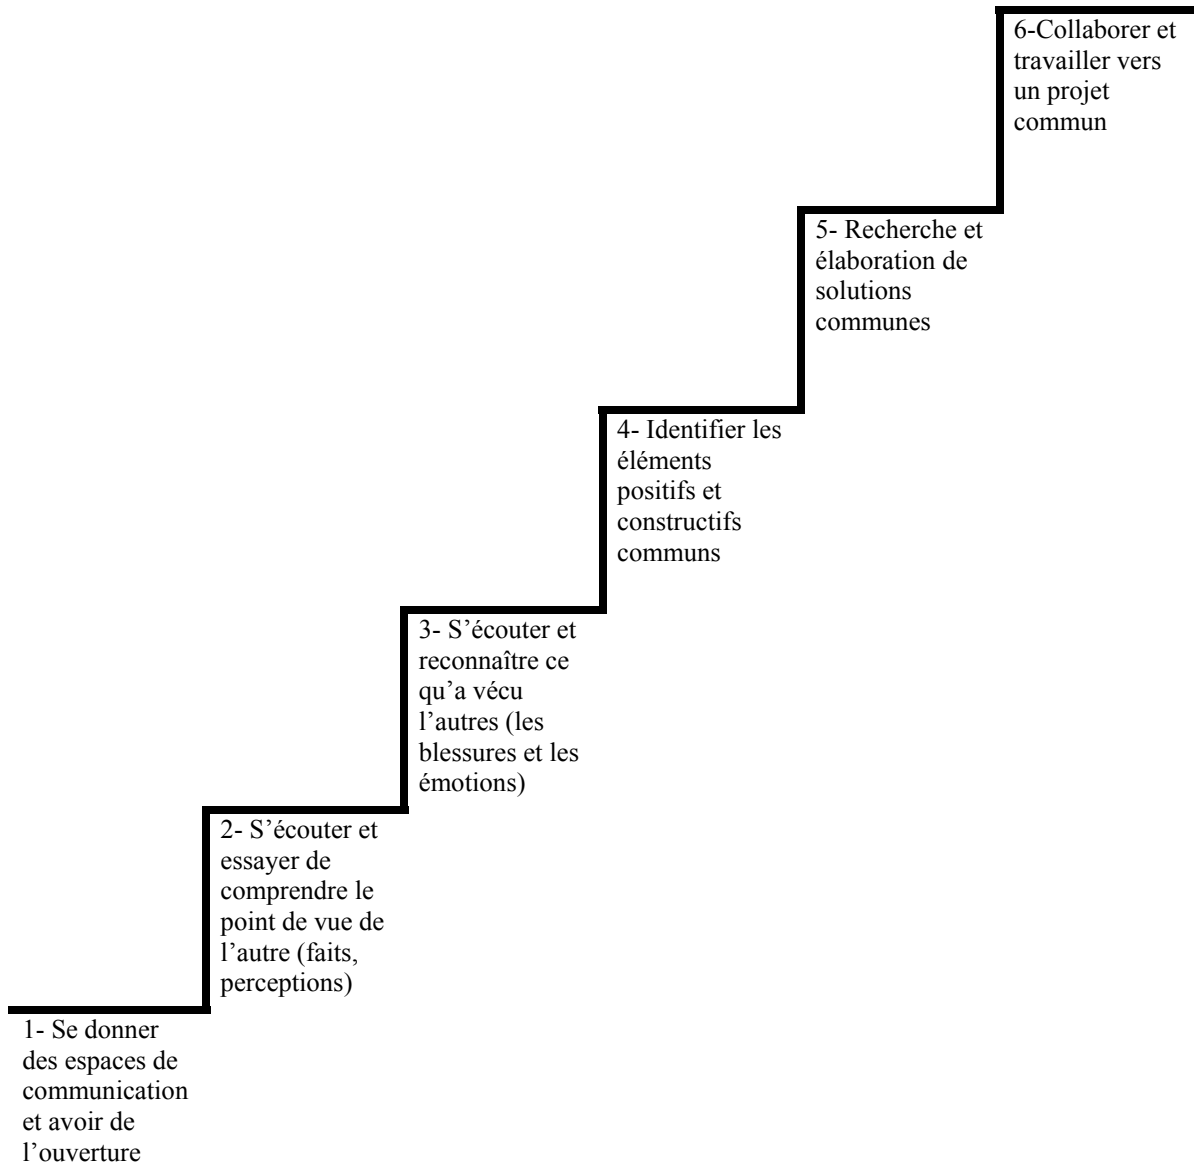 6-Collaborer et
travailler vers
un projet
commun
5- Recherche et
élaboration de
solutions
communes
4- Identifier les
éléments
positifs et
constructifs
communs
3- S’écouter et
reconnaître ce
qu’a vécu
l’autres (les
blessures et les
émotions)
2- S’écouter et
essayer de
comprendre le
point de vue de
l’autre (faits,
perceptions)
1- Se donner
des espaces de
communication
et avoir de
l’ouverture